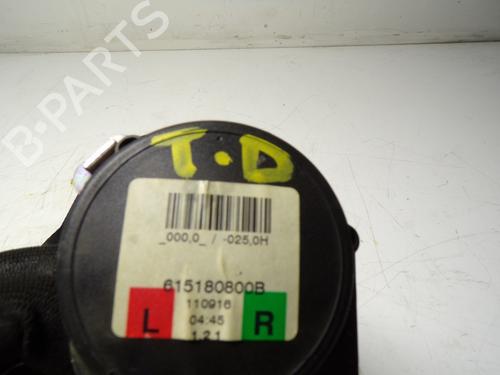 B-PARTS
T.D
_000,0_ / -025,0H
615180800B
110916
L
04:45
R
1.2.1